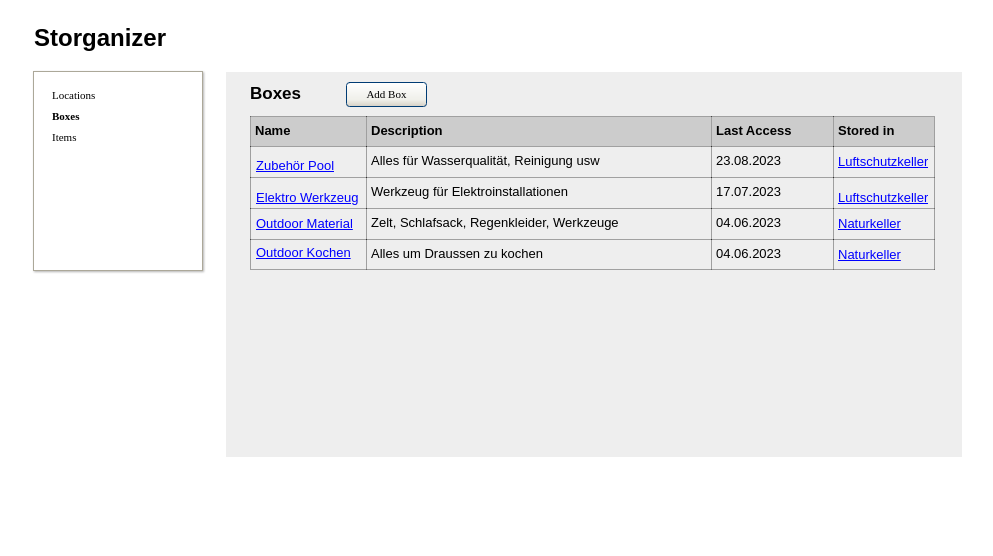 Storganizer
Locations
Boxes
Items
Boxes
Add Box
Name Description Last Access Stored in
Zubehör Pool Alles für Wasserqualität, Reinigung usw 23.08.2023 Luftschutzkeller
Elektro Werkzeug Werkzeug für Elektroinstallationen 17.07.2023 Luftschutzkeller
Outdoor Material Zelt, Schlafsack, Regenkleider, Werkzeuge 04.06.2023 Naturkeller
Outdoor Kochen Alles um Draussen zu kochen 04.06.2023 Naturkeller